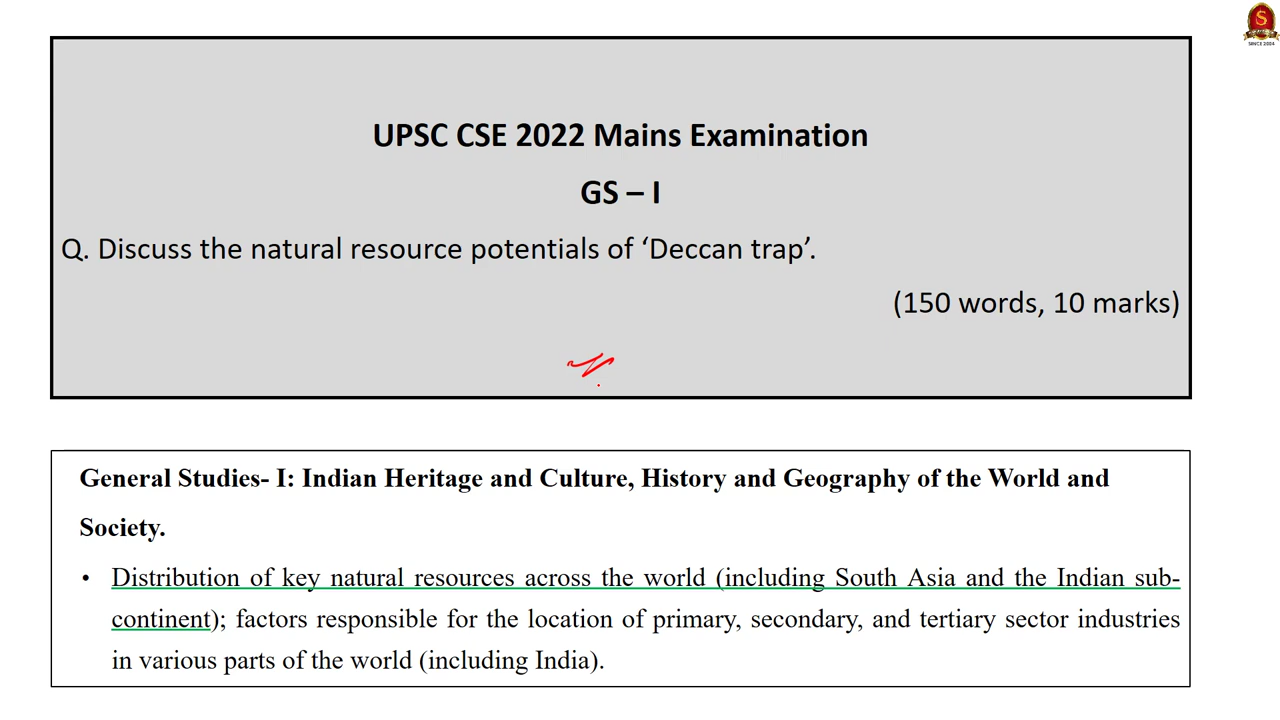 UPSC CSE 2022 Mains Examination
GS – I
Q. Discuss the natural resource potentials of ‘Deccan trap’.
(150 words, 10 marks)
General Studies- I: Indian Heritage and Culture, History and Geography of the World and
Society.
• Distribution of key natural resources across the world (including South Asia and the Indian sub-
continent); factors responsible for the location of primary, secondary, and tertiary sector industries
in various parts of the world (including India).
S
SINCE 2004